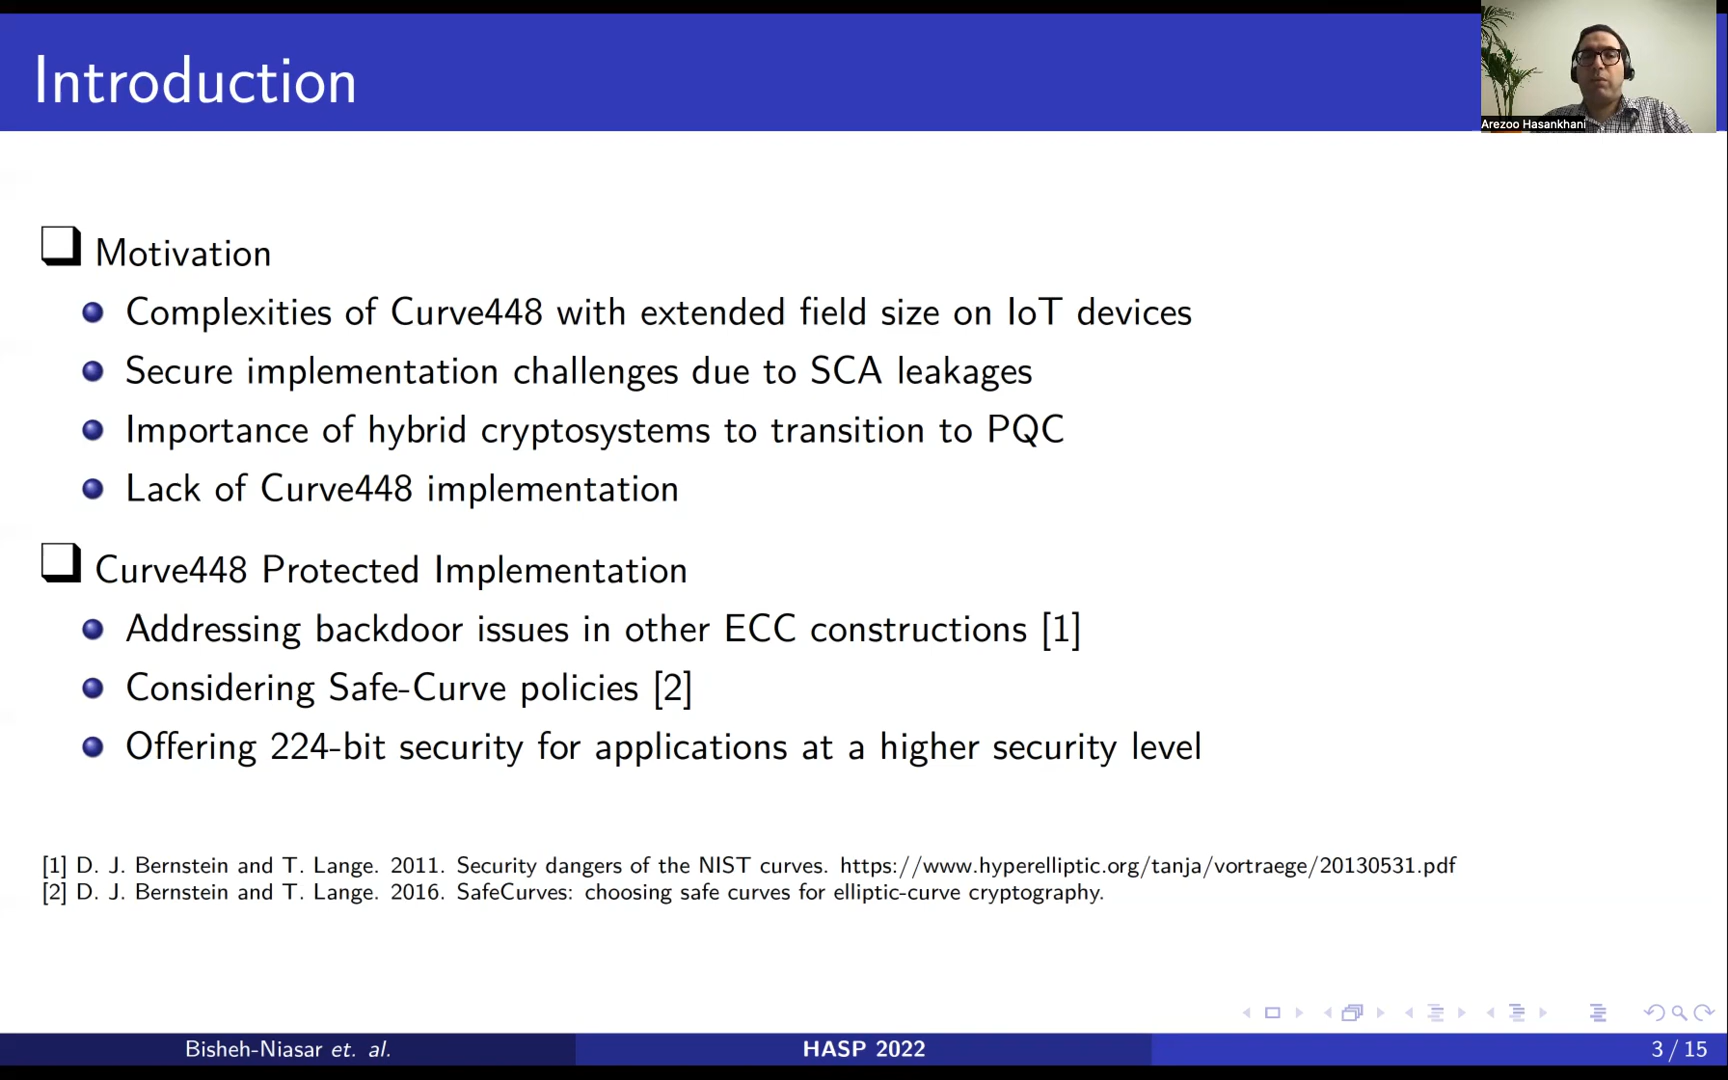 Introduction
Arezoo Hasankhani
Motivation
Complexities of Curve448 with extended field size on IoT devices
Secure implementation challenges due to SCA leakages
Importance of hybrid cryptosystems to transition to PQC
Lack of Curve448 implementation
Curve448 Protected Implementation
Addressing backdoor issues in other ECC constructions [1]
Considering Safe-Curve policies [2]
Offering 224-bit security for applications at a higher security level
[1] D. J. Bernstein and T. Lange. 2011. Security dangers of the NIST curves. https://www.hyperelliptic.org/tanja/vortraege/20130531.pdf
[2] D. J. Bernstein and T. Lange. 2016. SafeCurves: choosing safe curves for elliptic-curve cryptography.
Bisheh-Niasar et. al.
HASP 2022
3 / 15